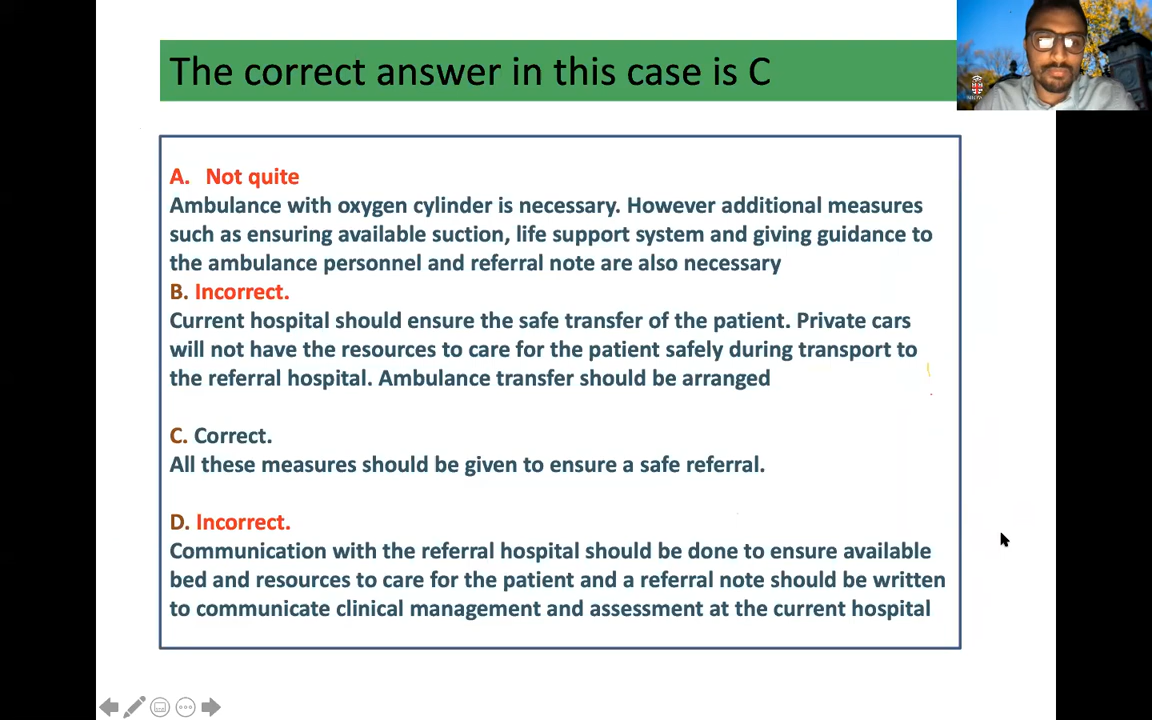 The correct answer in this case is C
A. Not quite
Ambulance with oxygen cylinder is necessary. However additional measures
such as ensuring available suction, life support system and giving guidance to
the ambulance personnel and referral note are also necessary
B. Incorrect.
Current hospital should ensure the safe transfer of the patient. Private cars
will not have the resources to care for the patient safely during transport to
the referral hospital. Ambulance transfer should be arranged
C. Correct.
All these measures should be given to ensure a safe referral.
D. Incorrect.
Communication with the referral hospital should be done to ensure available
bed and resources to care for the patient and a referral note should be written
to communicate clinical management and assessment at the current hospital